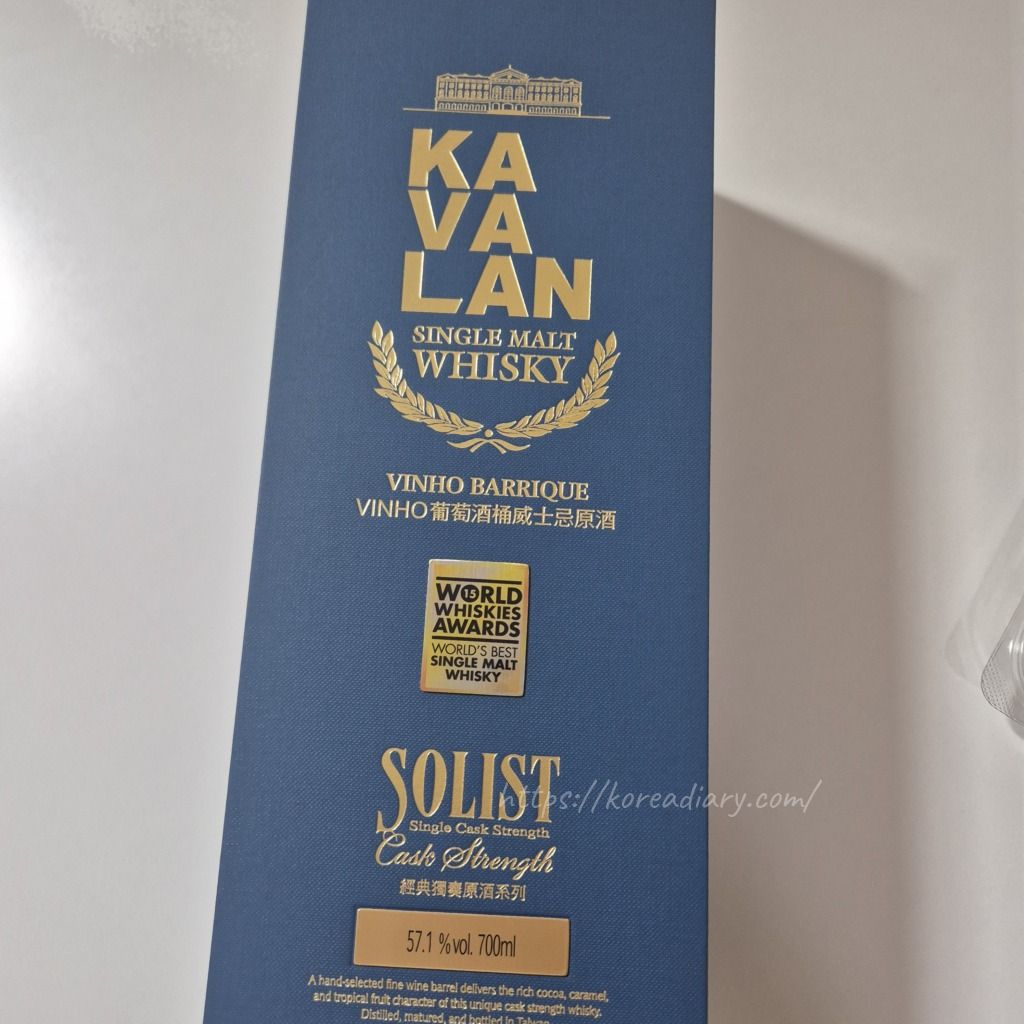 KA
VA
LAN
SINGLE MALT
WHISKY
VINHO BARRIQUE
VINHO葡萄酒桶威士忌原酒
W15RLD
WHISKIES
AWARDS
WORLD'S BEST
SINGLE MALT
WHISKY
SOLIST
https://koreadiary.com/
Single Cask Strength
Cask Strength
經典獨奏原酒系列
57.1 %vol. 700ml
A hand-selected fine wine barrel delivers the rich cocoa, caramel,
and tropical fruit character of this unique cask strength whisky.
Distilled, matured, and bottled in Taiwan